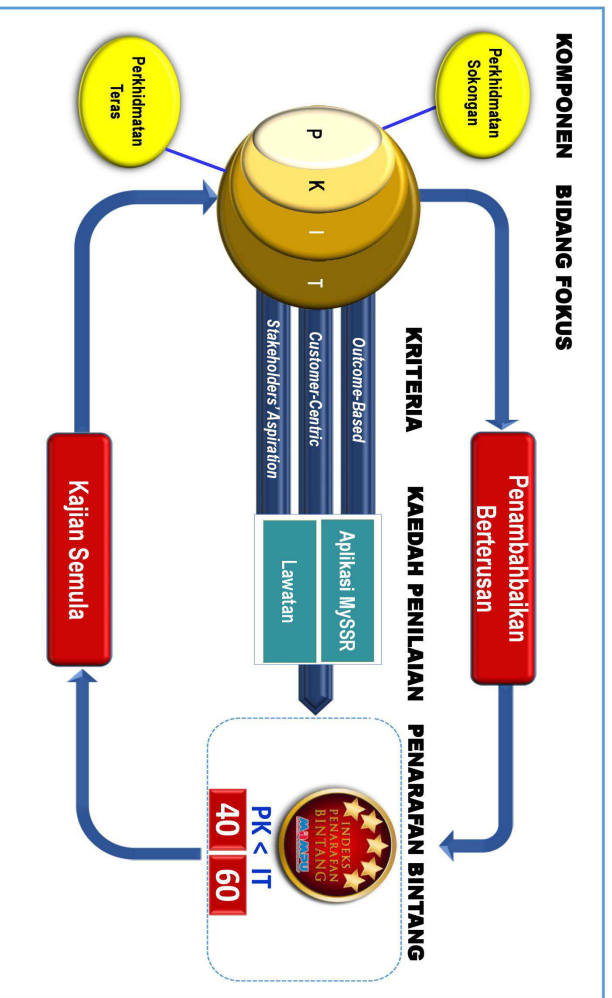 KOMPONEN
BIDANG FOKUS
KRITERIA
KAEDAH PENILAIAN
PENARAFAN BINTANG
Perkhidmatan
Sokongan
Perkhidmatan
Teras
P
K
I
T
Outcome-Based
Customer-Centric
Stakeholders' Aspiration
Penambahbaikan
Berterusan
Aplikasi MySSR
Lawatan
Kajian Semula
INDEKS
PENARAFAN
BINTANG
MAMPU
PK < IT
40
60